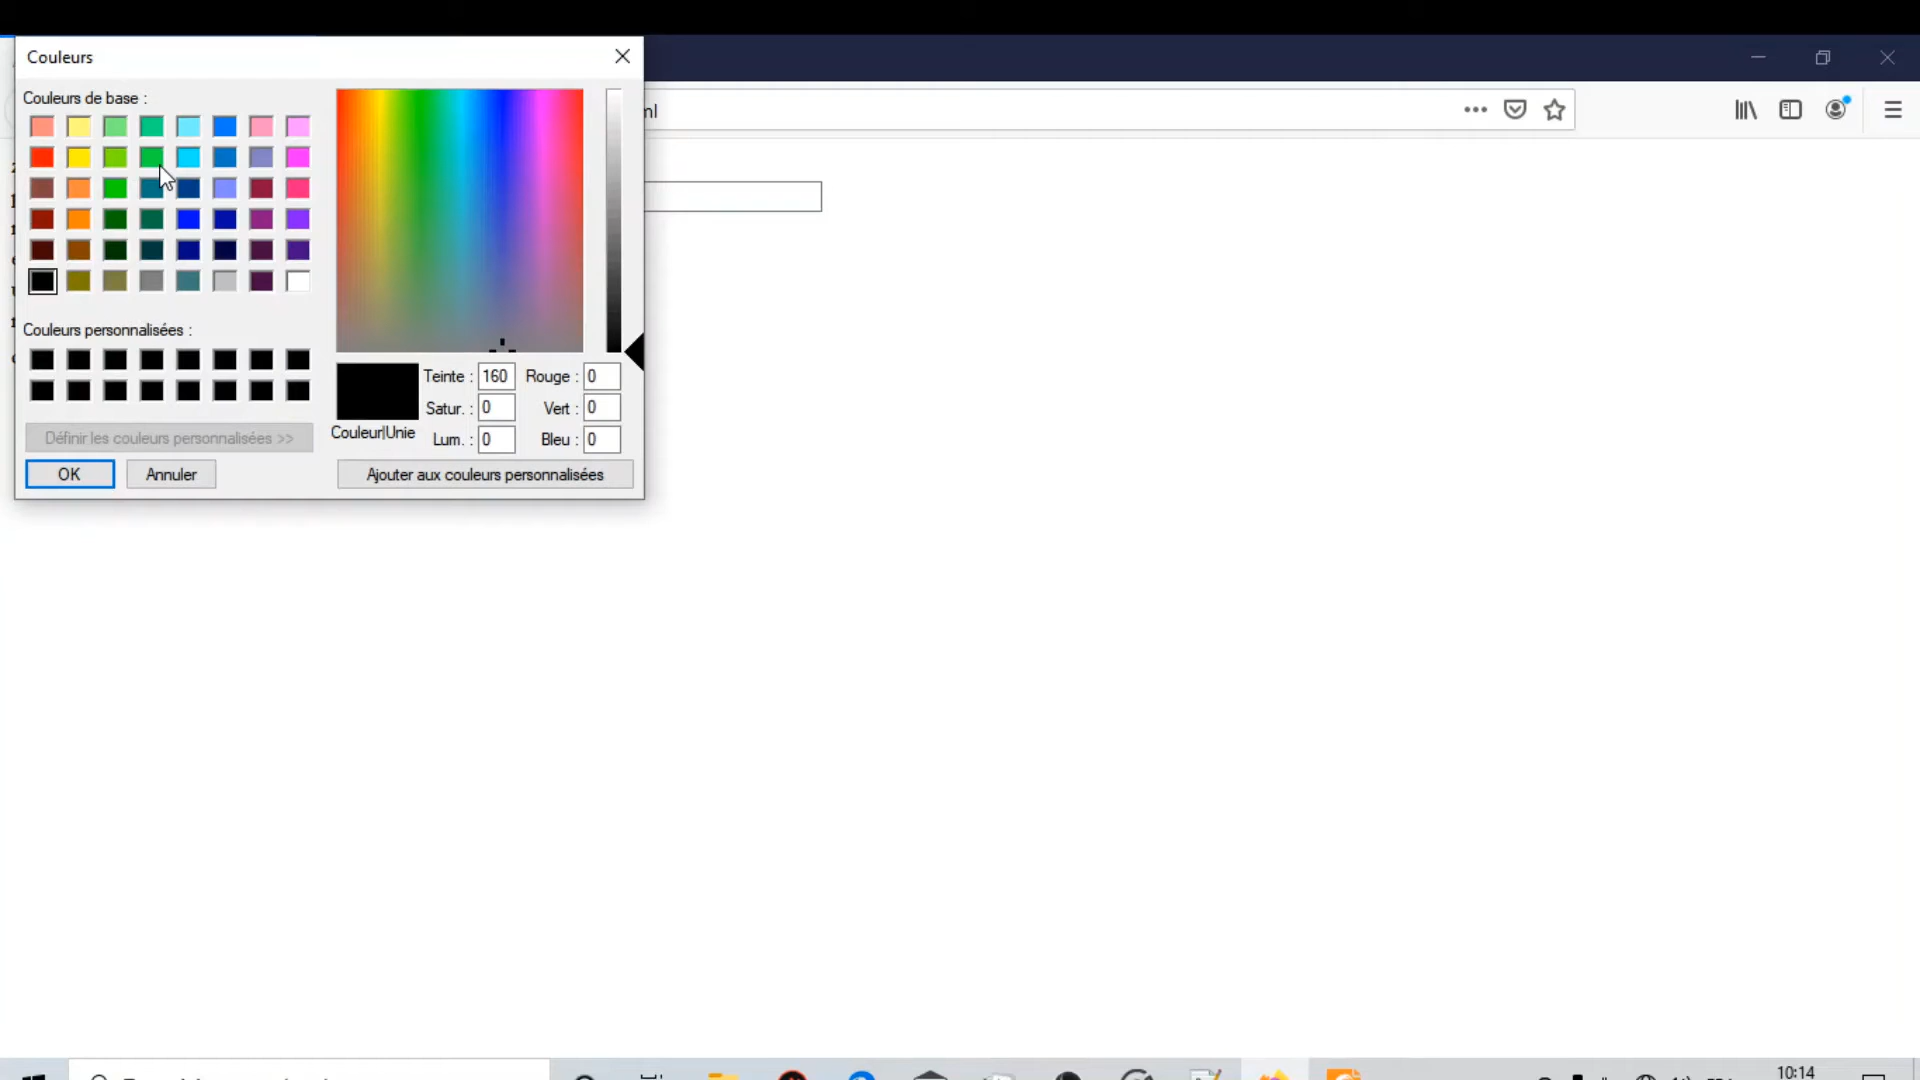 Couleurs
ml
Couleurs de base :
Couleurs personnalisées :
Teinte : 160 Rouge : 0
Satur. : 0 Vert : 0
Couleur|Unie Lum. : 0 Bleu : 0
Définir les couleurs personnalisées >>
OK Annuler Ajouter aux couleurs personnalisées
10:14